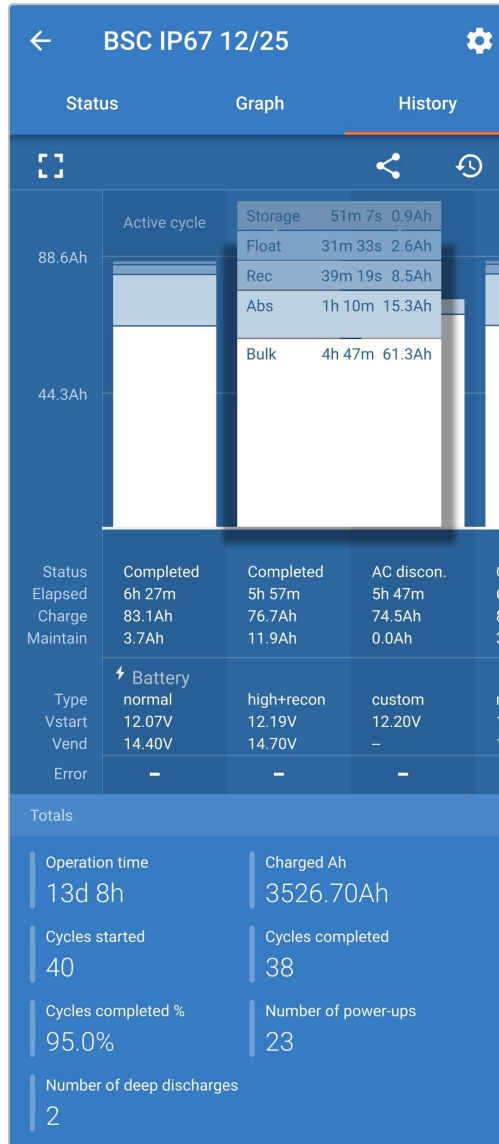 BSC IP67 12/25
Status Graph History
Active cycle
88.6Ah
44.3Ah
Storage 51m 7s 0.9Ah
Float 31m 33s 2.6Ah
Rec 39m 19s 8.5Ah
Abs 1h 10m 15.3Ah
Bulk 4h 47m 61.3Ah
Status Completed Completed AC discon.
Elapsed 6h 27m 5h 57m 5h 47m
Charge 83.1Ah 76.7Ah 74.5Ah
Maintain 3.7Ah 11.9Ah 0.0Ah
Battery
Type normal high+recon custom
Vstart 12.07V 12.19V 12.20V
Vend 14.40V 14.70V --
Error – – –
Totals
Operation time Charged Ah
13d 8h 3526.70Ah
Cycles started Cycles completed
40 38
Cycles completed % Number of power-ups
95.0% 23
Number of deep discharges
2